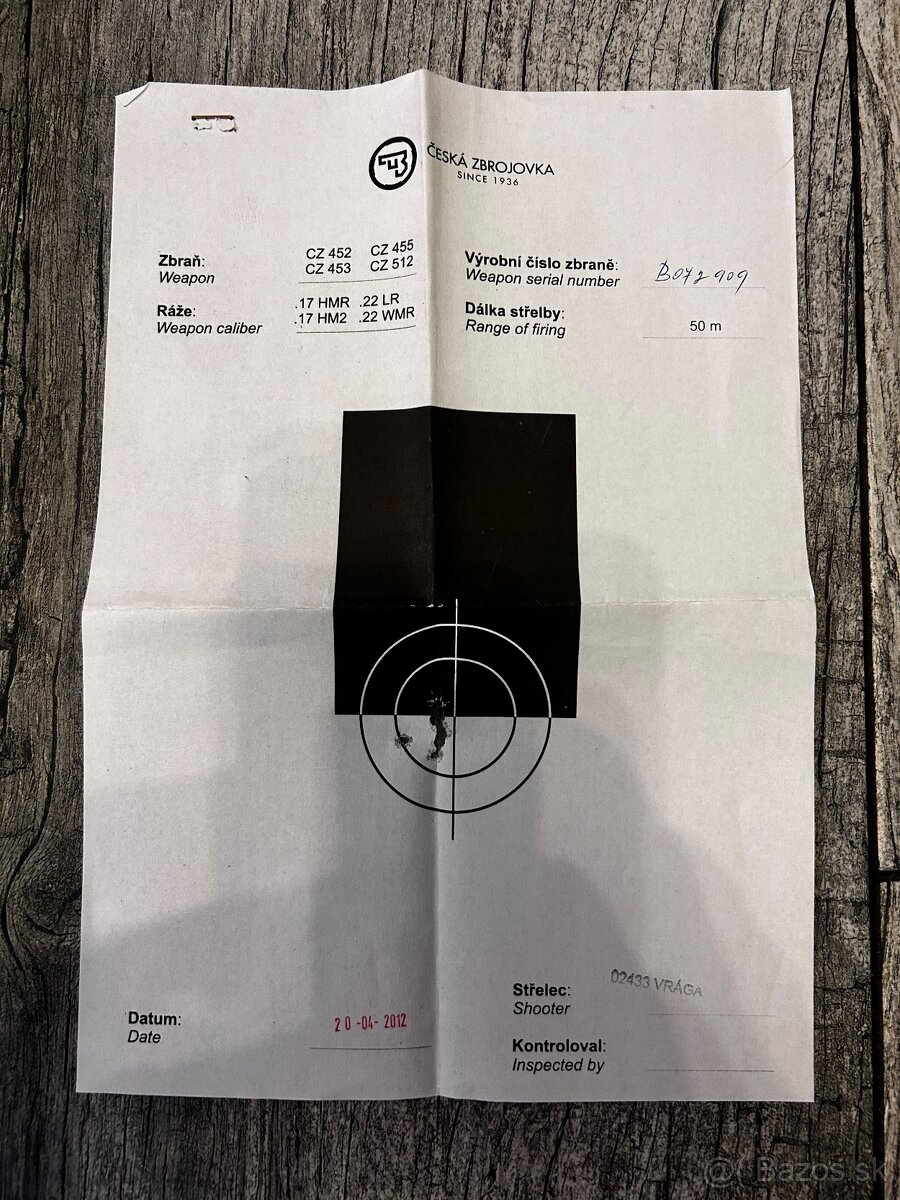 ČESKÁ ZBROJOVKA
SINCE 1936
Zbraň:
Weapon
CZ 452 CZ 455
CZ 453 CZ 512
Výrobní číslo zbraně:
Weapon serial number
B072909
Ráže:
Weapon caliber
.17 HMR .22 LR
.17 HM2 .22 WMR
Dálka střelby:
Range of firing
50 m
Datum:
Date
20-04-2012
Střelec:
Shooter
02433 VRÁGA
Kontroloval:
Inspected by
Bazos.sk